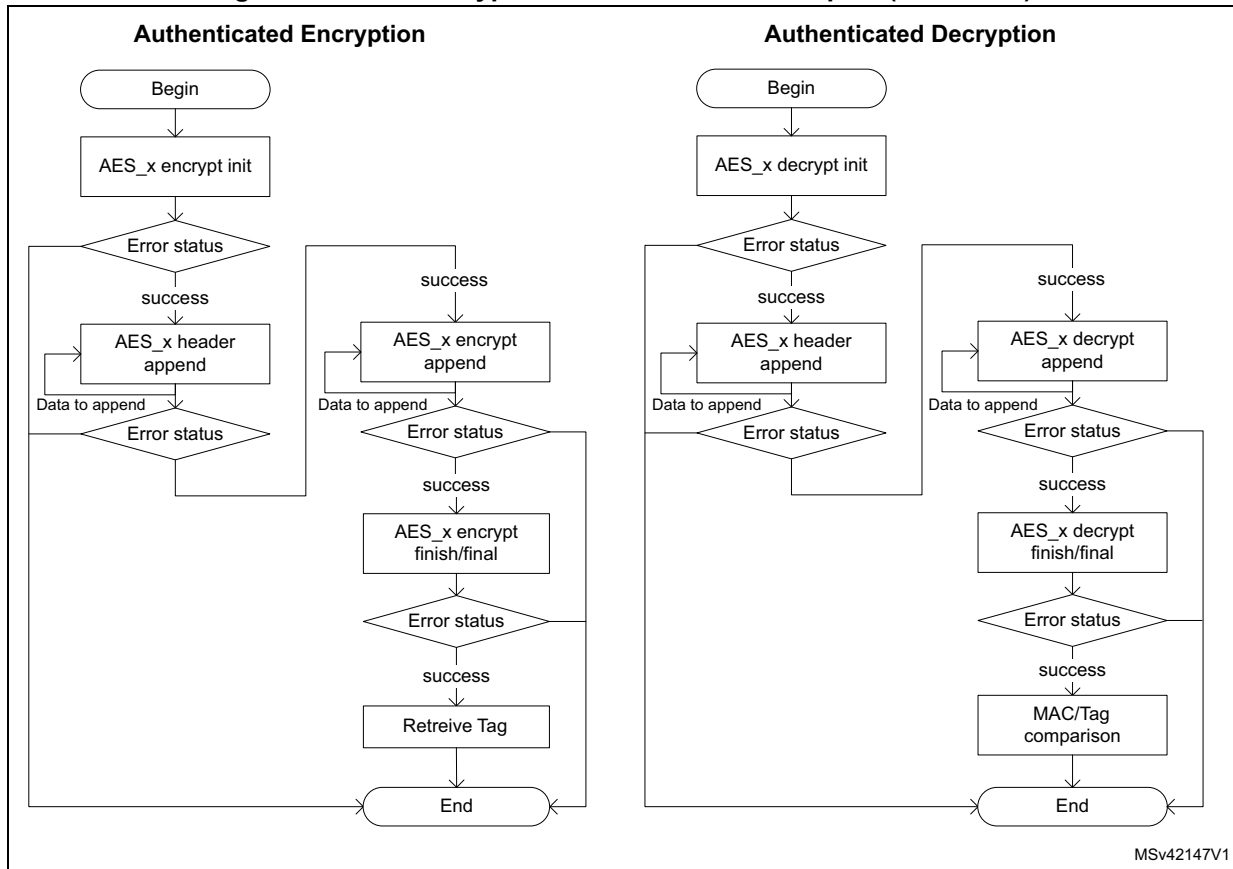 Authenticated Encryption
Begin
AES_x encrypt init
Error status
success
AES_x header
append
Data to append
Error status
success
AES_x encrypt
append
Data to append
Error status
success
AES_x encrypt
finish/final
Error status
success
Retreive Tag
End
Authenticated Decryption
Begin
AES_x decrypt init
Error status
success
AES_x header
append
Data to append
Error status
success
AES_x decrypt
append
Data to append
Error status
success
AES_x decrypt
finish/final
Error status
success
MAC/Tag
comparison
End
MSv42147V1